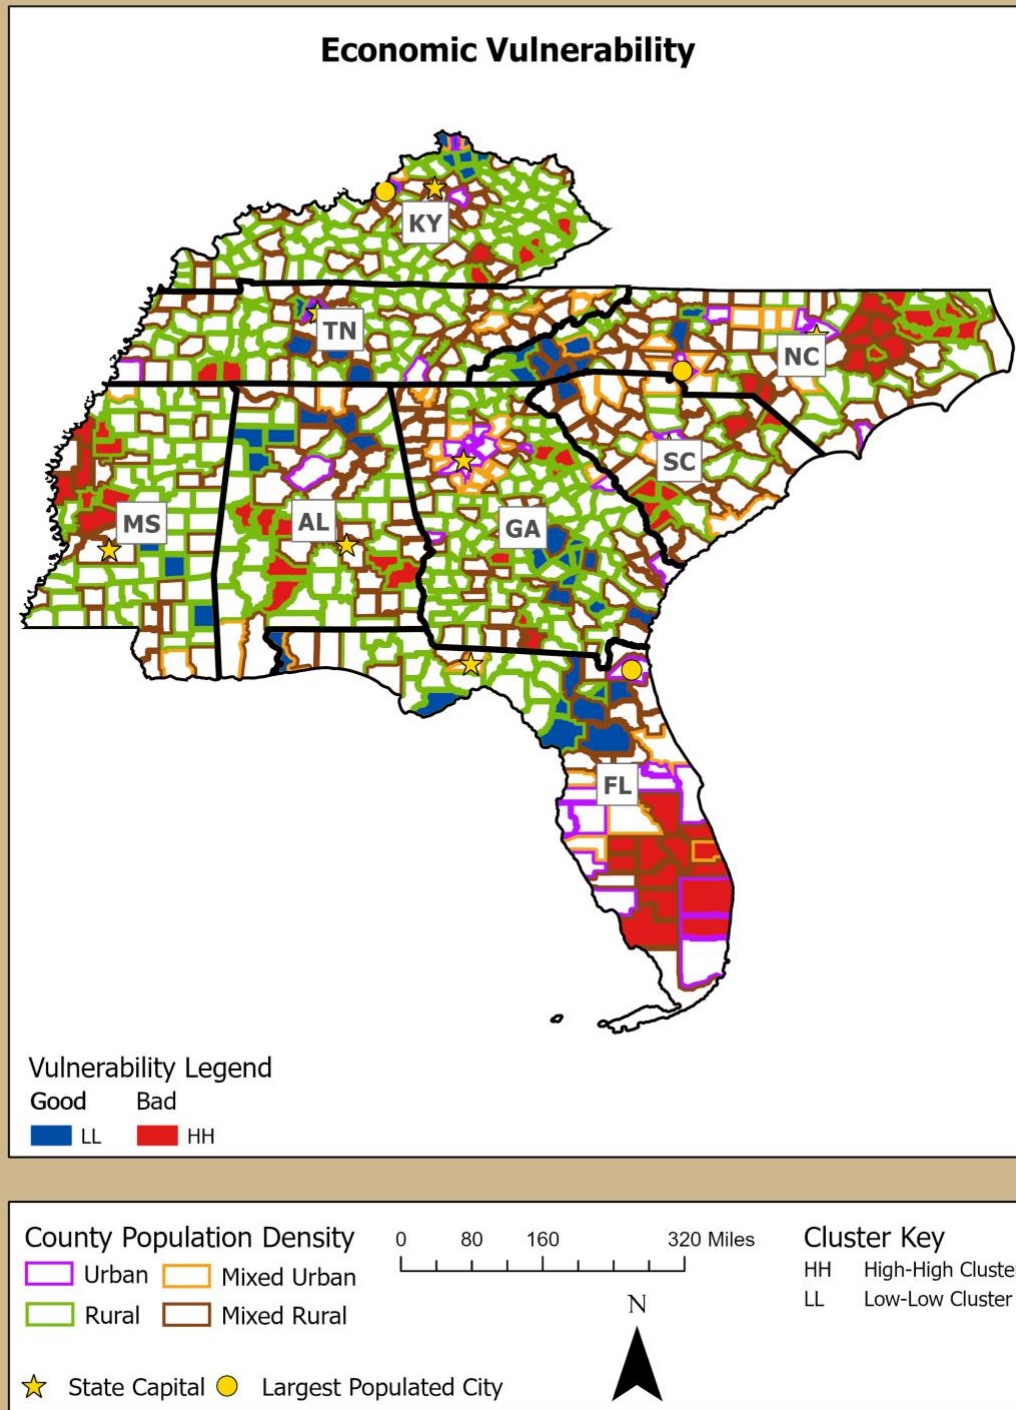 Economic Vulnerability
KY
TN
NC
SC
MS
AL
GA
FL
Vulnerability Legend
Good Bad
LL HH
County Population Density
Urban Mixed Urban
Rural Mixed Rural
State Capital Largest Populated City
0 80 160 320 Miles
N
Cluster Key
HH High-High Cluster
LL Low-Low Cluster